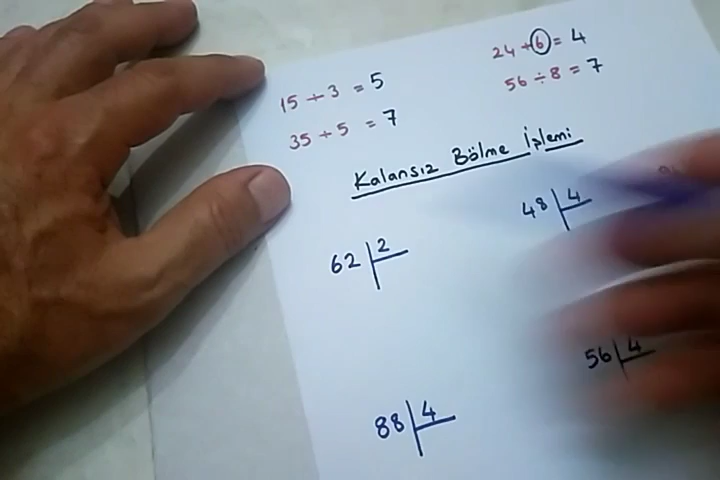 15 ÷ 3 = 5
24 ÷ 6 = 4
35 ÷ 5 = 7
56 ÷ 8 = 7
Kalansız Bölme İşlemi
62 2
48 4
88 4
56 4